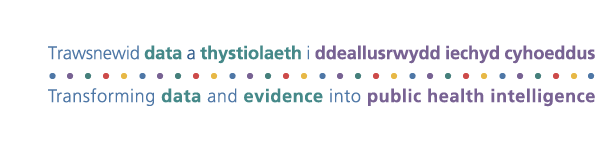 Trawsnewid data a thystiolaeth i ddeallusrwydd iechyd cyhoeddus
Transforming data and evidence into public health intelligence